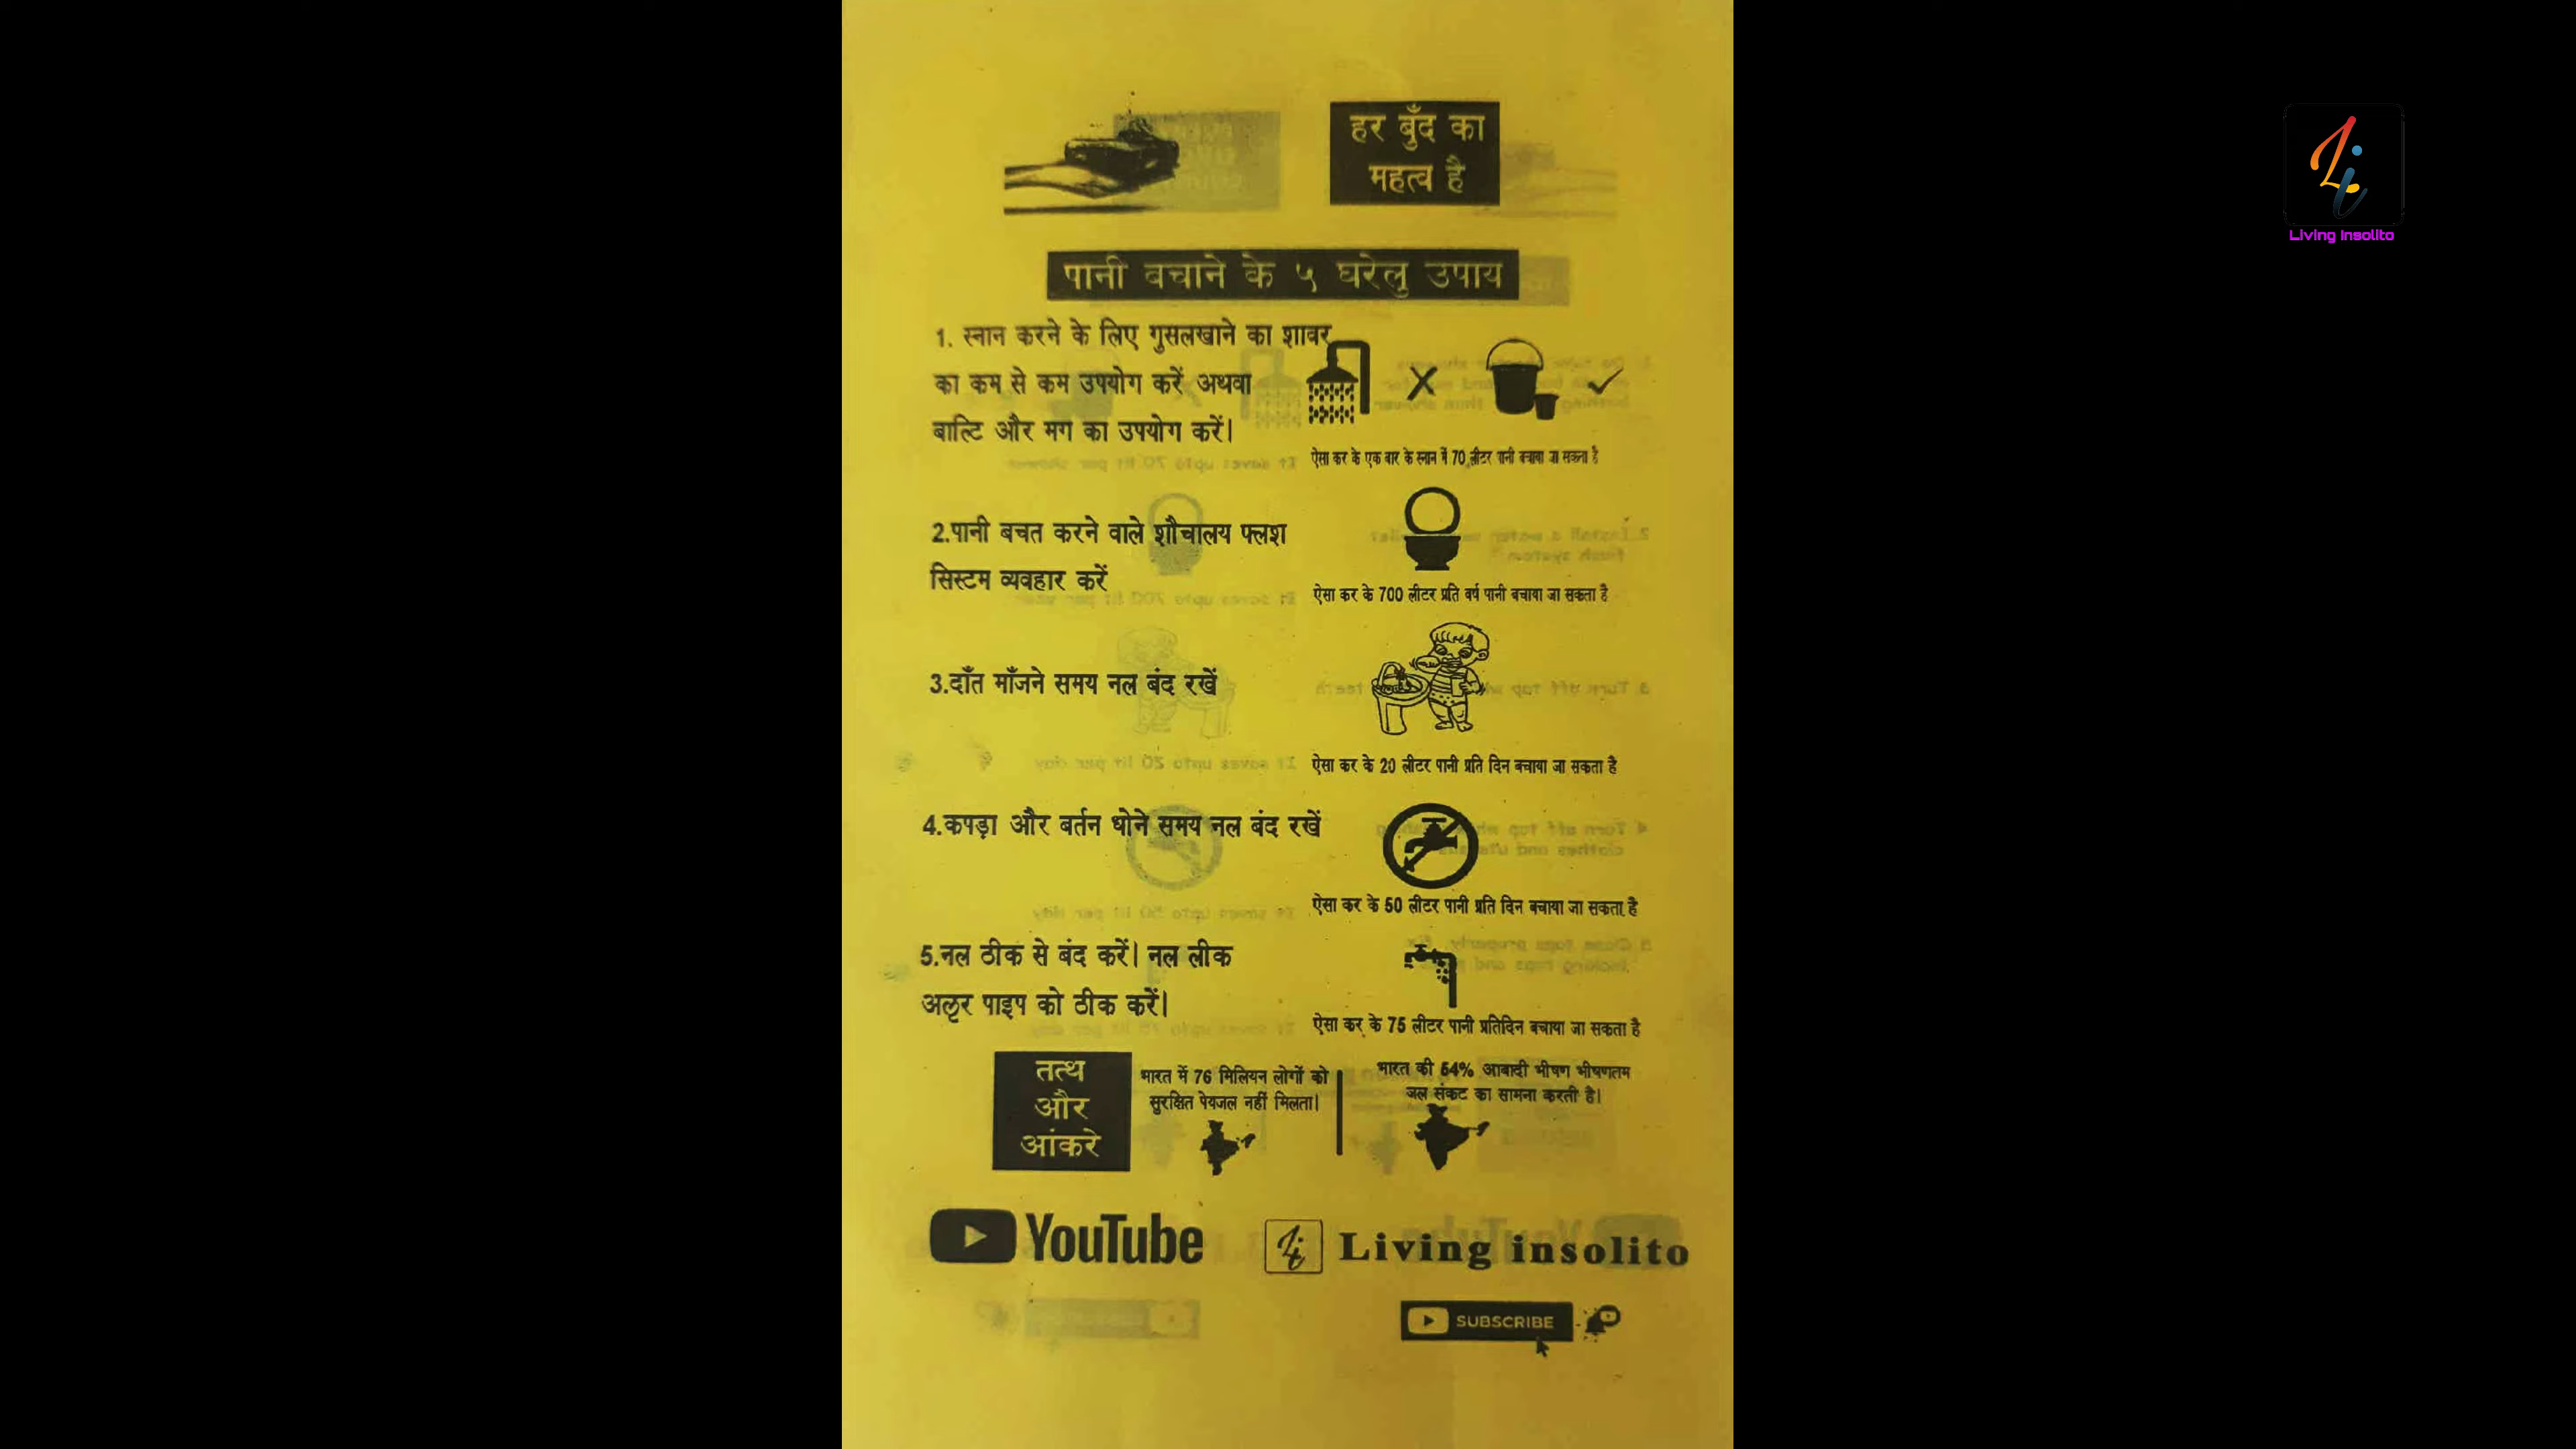 हर बुँद का
महत्व है
Living Insolito
पानी बचाने के ५ घरेलु उपाय
1. स्नान करने के लिए गुसलखाने का शावर
का कम से कम उपयोग करें अथवा
बाल्टि और मग का उपयोग करें।
ऐसा कर के एक बार के स्नान में 70 लीटर पानी बचाया जा सकता है
2.पानी बचत करने वाले शौचालय फ्लश
सिस्टम व्यवहार करें
ऐसा कर के 700 लीटर प्रति वर्ष पानी बचाया जा सकता है
3.दाँत माँजने समय नल बंद रखें
ऐसा कर के 20 लीटर पानी प्रति दिन बचाया जा सकता है
4.कपड़ा और बर्तन धोने समय नल बंद रखें
ऐसा कर के 50 लीटर पानी प्रति दिन बचाया जा सकता है
5.नल ठीक से बंद करें। नल लीक
पाइप को ठीक करें।
ऐसा कर के 75 लीटर पानी प्रतिदिन बचाया जा सकता है
तत्थ
और
आंकरे
भारत में 76 मिलियन लोगों को
सुरक्षित पेयजल नहीं मिलता।
भारत की 54% आबादी भीषण भीषणतम
जल संकट का सामना करती है।
YouTube
Living insolito
SUBSCRIBE